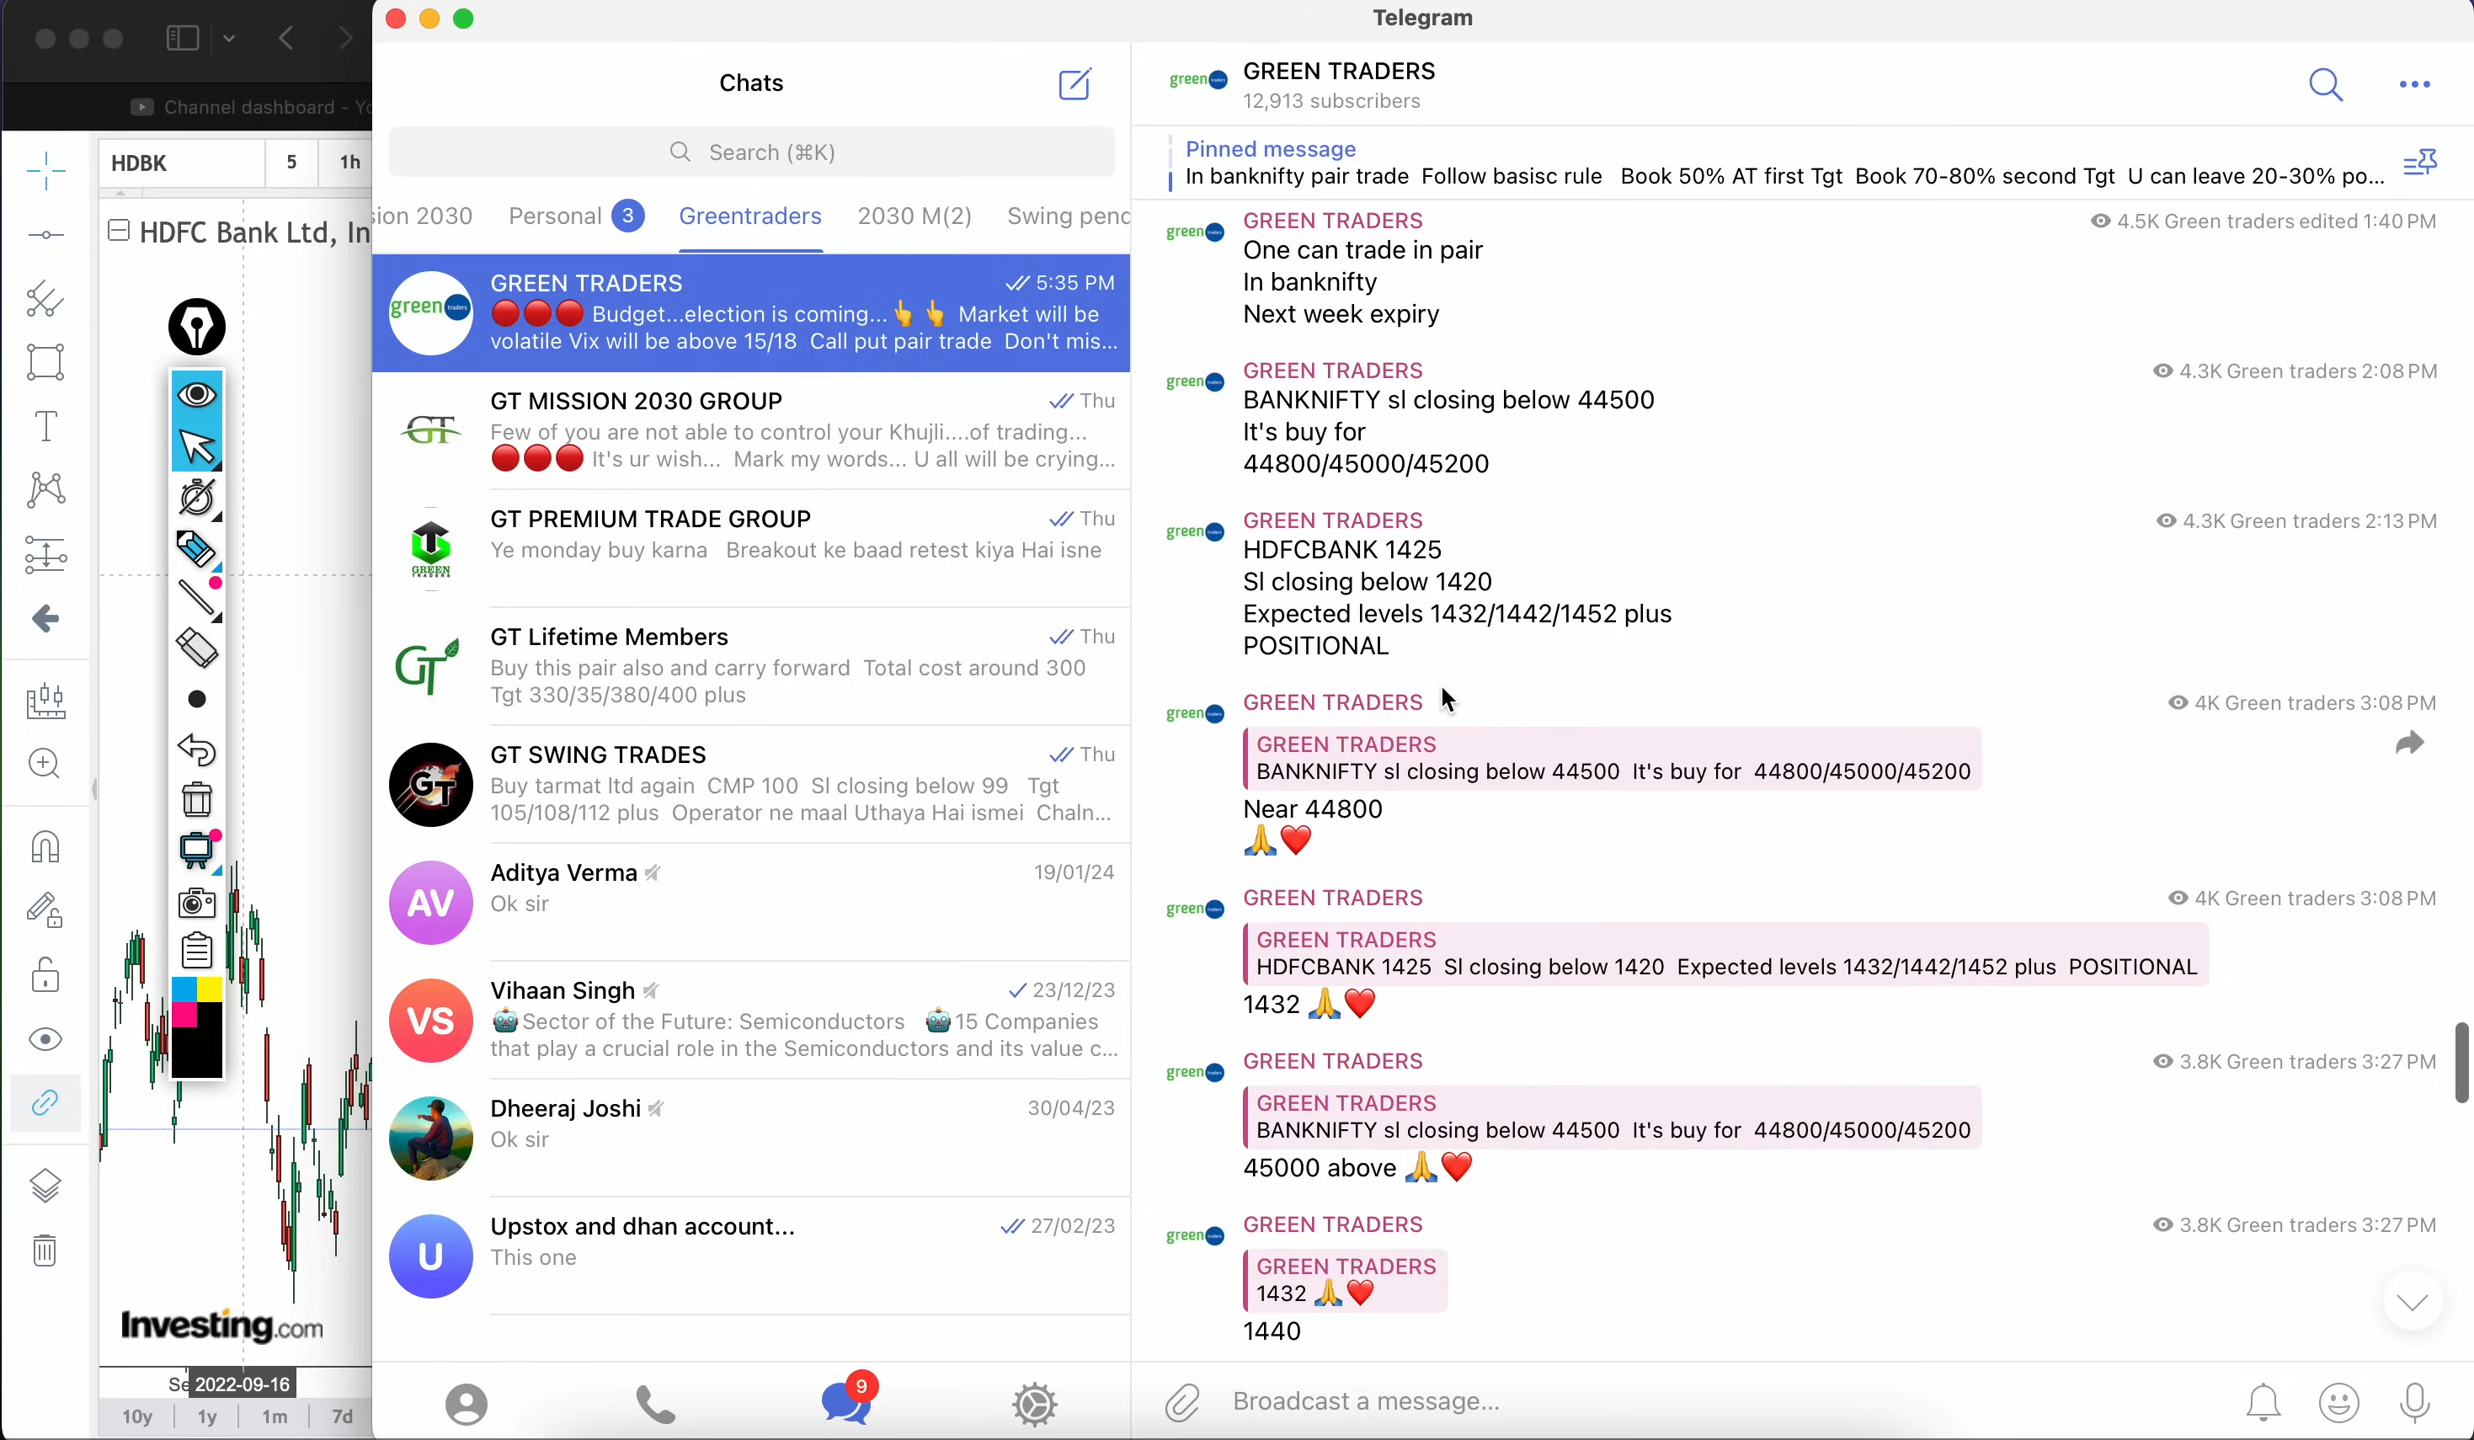 Telegram
Channel dashboard - Yo
HDBK
5
1h
HDFC Bank Ltd, In
Investing.com
Se
2022-09-16
10y
1y
1m
7d
Chats
Search (⌘K)
sion 2030
Personal 3
Greentraders
2030 M(2)
Swing pend
green
GREEN TRADERS
5:35 PM
🔴🔴🔴 Budget...election is coming...👆👆 Market will be
volatile Vix will be above 15/18 Call put pair trade Don't mis...
GT
GT MISSION 2030 GROUP
Thu
Few of you are not able to control your Khujli....of trading...
🔴🔴🔴 It's ur wish... Mark my words... U all will be crying...
GREEN
TRADERS
GT PREMIUM TRADE GROUP
Thu
Ye monday buy karna Breakout ke baad retest kiya Hai isne
GT
GT Lifetime Members
Thu
Buy this pair also and carry forward Total cost around 300
Tgt 330/35/380/400 plus
GT
GT SWING TRADES
Thu
Buy tarmat ltd again CMP 100 Sl closing below 99 Tgt
105/108/112 plus Operator ne maal Uthaya Hai ismei Chaln...
AV
Aditya Verma
19/01/24
Ok sir
VS
Vihaan Singh
23/12/23
🤖Sector of the Future: Semiconductors 🤖15 Companies
that play a crucial role in the Semiconductors and its value c...
Dheeraj Joshi
30/04/23
Ok sir
U
Upstox and dhan account...
27/02/23
This one
9
green
GREEN TRADERS
12,913 subscribers
Pinned message
In banknifty pair trade Follow basisc rule Book 50% AT first Tgt Book 70-80% second Tgt U can leave 20-30% po...
green
GREEN TRADERS
4.5K Green traders edited 1:40 PM
One can trade in pair
In banknifty
Next week expiry
green
GREEN TRADERS
4.3K Green traders 2:08 PM
BANKNIFTY sl closing below 44500
It's buy for
44800/45000/45200
green
GREEN TRADERS
4.3K Green traders 2:13 PM
HDFCBANK 1425
Sl closing below 1420
Expected levels 1432/1442/1452 plus
POSITIONAL
green
GREEN TRADERS
4K Green traders 3:08 PM
GREEN TRADERS
BANKNIFTY sl closing below 44500 It's buy for 44800/45000/45200
Near 44800
🙏❤️
green
GREEN TRADERS
4K Green traders 3:08 PM
GREEN TRADERS
HDFCBANK 1425 Sl closing below 1420 Expected levels 1432/1442/1452 plus POSITIONAL
1432 🙏❤️
green
GREEN TRADERS
3.8K Green traders 3:27 PM
GREEN TRADERS
BANKNIFTY sl closing below 44500 It's buy for 44800/45000/45200
45000 above 🙏❤️
green
GREEN TRADERS
3.8K Green traders 3:27 PM
GREEN TRADERS
1432 🙏❤️
1440
Broadcast a message...